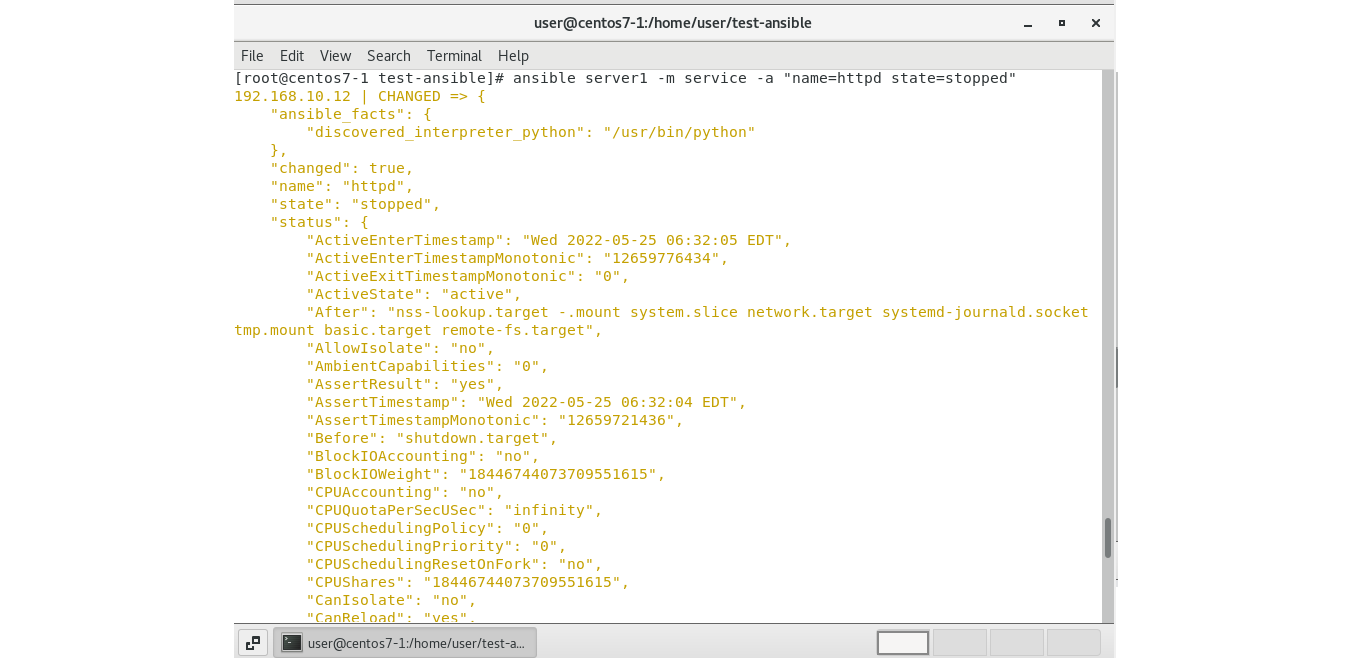 user@centos7-1:/home/user/test-ansible
File Edit View Search Terminal Help
[root@centos7-1 test-ansible]# ansible server1 -m service -a "name=httpd state=stopped"
192.168.10.12 | CHANGED => {
    "ansible_facts": {
        "discovered_interpreter_python": "/usr/bin/python"
    },
    "changed": true,
    "name": "httpd",
    "state": "stopped",
    "status": {
        "ActiveEnterTimestamp": "Wed 2022-05-25 06:32:05 EDT",
        "ActiveEnterTimestampMonotonic": "12659776434",
        "ActiveExitTimestampMonotonic": "0",
        "ActiveState": "active",
        "After": "nss-lookup.target -.mount system.slice network.target systemd-journald.socket
tmp.mount basic.target remote-fs.target",
        "AllowIsolate": "no",
        "AmbientCapabilities": "0",
        "AssertResult": "yes",
        "AssertTimestamp": "Wed 2022-05-25 06:32:04 EDT",
        "AssertTimestampMonotonic": "12659721436",
        "Before": "shutdown.target",
        "BlockIOAccounting": "no",
        "BlockIOWeight": "18446744073709551615",
        "CPUAccounting": "no",
        "CPUQuotaPerSecUSec": "infinity",
        "CPUSchedulingPolicy": "0",
        "CPUSchedulingPriority": "0",
        "CPUSchedulingResetOnFork": "no",
        "CPUShares": "18446744073709551615",
        "CanIsolate": "no",
        "CanReload": "yes",
user@centos7-1:/home/user/test-a...